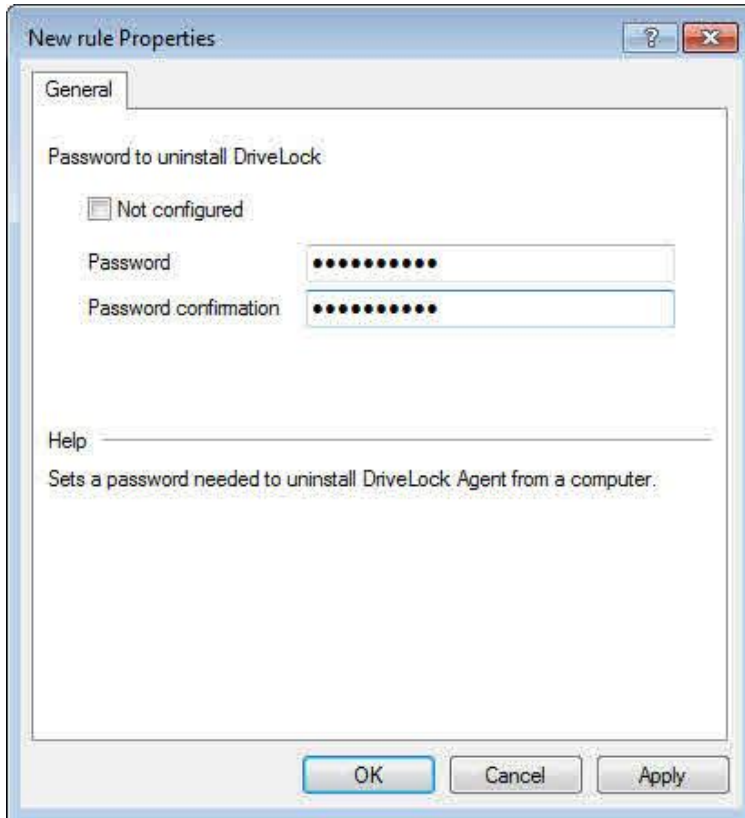 New rule Properties
General
Password to uninstall DriveLock
Not configured
Password ●●●●●●●●●●
Password confirmation ●●●●●●●●●●
Help
Sets a password needed to uninstall DriveLock Agent from a computer.
OK Cancel Apply